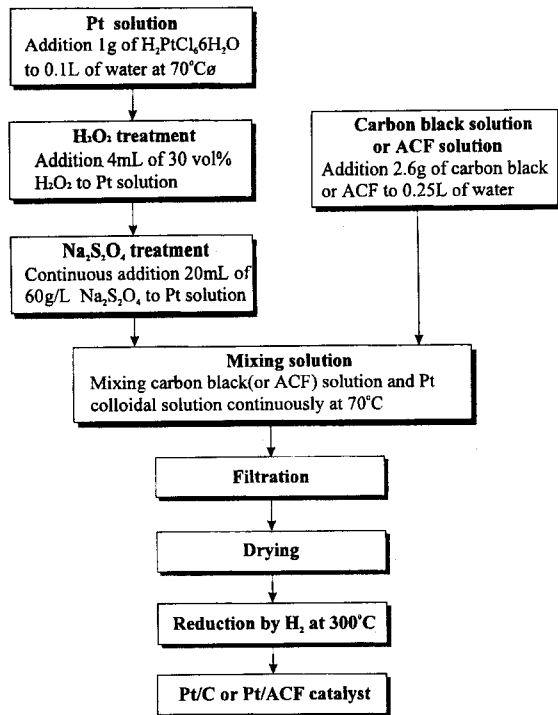 Pt solution
Addition 1g of H₂PtCl₆6H₂O
to 0.1L of water at 70°Cø
H₂O₂ treatment
Addition 4mL of 30 vol%
H₂O₂ to Pt solution
Na₂S₂O₄ treatment
Continuous addition 20mL of
60g/L Na₂S₂O₄ to Pt solution
Carbon black solution
or ACF solution
Addition 2.6g of carbon black
or ACF to 0.25L of water
Mixing solution
Mixing carbon black(or ACF) solution and Pt
colloidal solution continuously at 70°C
Filtration
Drying
Reduction by H₂ at 300°C
Pt/C or Pt/ACF catalyst